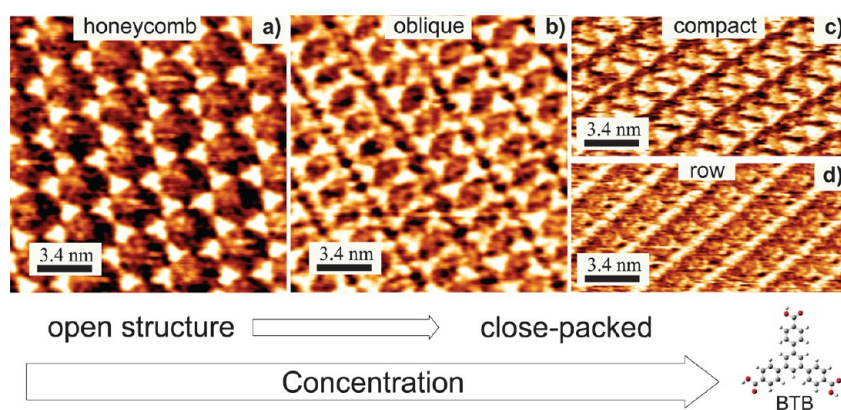 honeycomb a)
oblique b)
compact c)
3.4 nm
row d)
3.4 nm
3.4 nm
3.4 nm
open structure
close-packed
Concentration
BTB